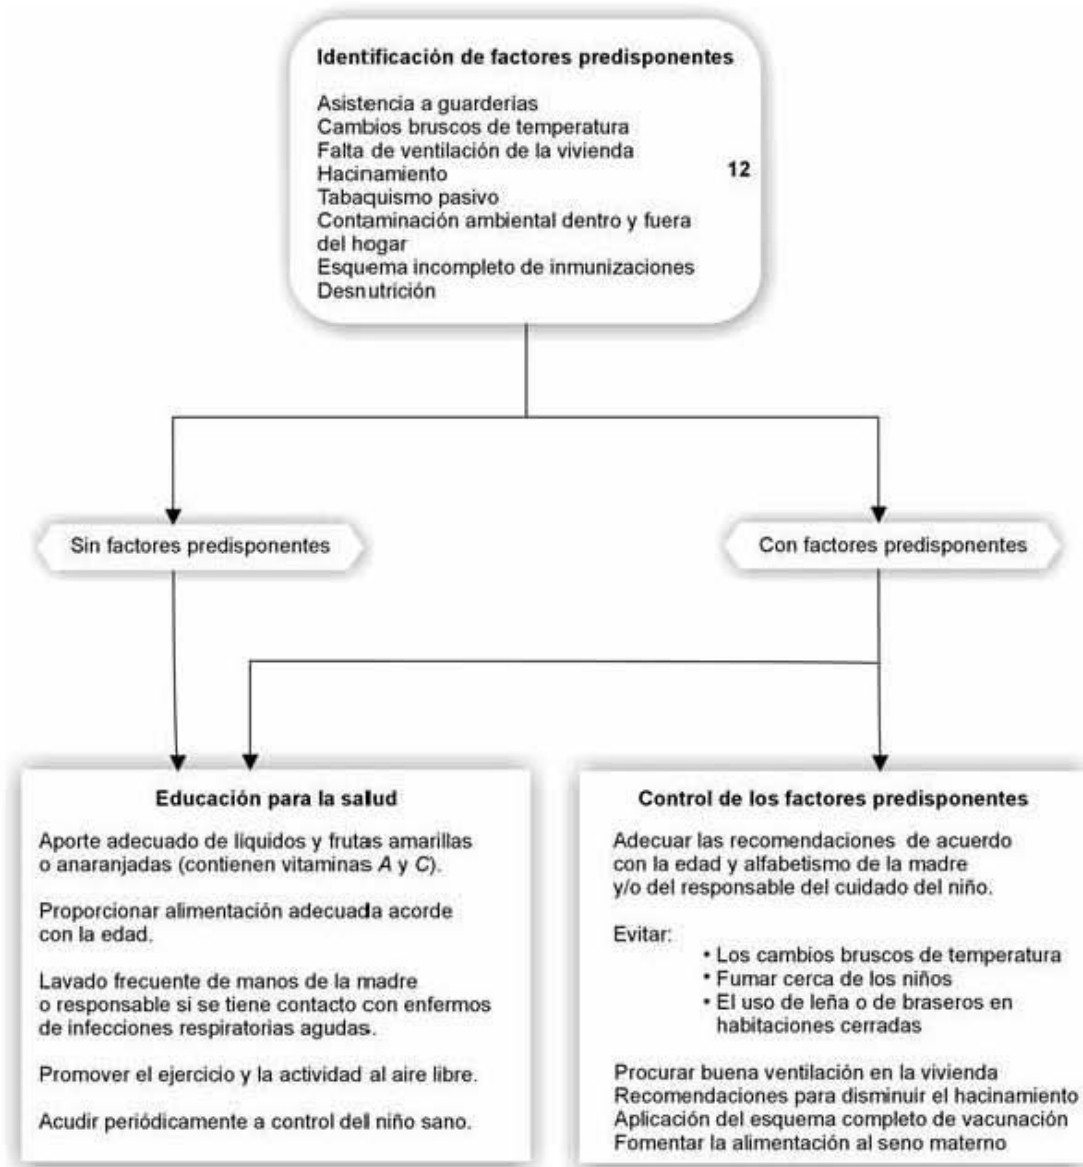 Identificación de factores predisponentes
Asistencia a guarderías
Cambios bruscos de temperatura
Falta de ventilación de la vivienda
Hacinamiento
12
Tabaquismo pasivo
Contaminación ambiental dentro y fuera
del hogar
Esquema incompleto de inmunizaciones
Desnutrición
Sin factores predisponentes
Con factores predisponentes
Educación para la salud
Aporte adecuado de líquidos y frutas amarillas
o anaranjadas (contienen vitaminas A y C).
Proporcionar alimentación adecuada acorde
con la edad.
Lavado frecuente de manos de la madre
o responsable si se tiene contacto con enfermos
de infecciones respiratorias agudas.
Promover el ejercicio y la actividad al aire libre.
Acudir periódicamente a control del niño sano.
Control de los factores predisponentes
Adecuar las recomendaciones de acuerdo
con la edad y alfabetismo de la madre
y/o del responsable del cuidado del niño.
Evitar:
• Los cambios bruscos de temperatura
• Fumar cerca de los niños
• El uso de leña o de braseros en
habitaciones cerradas
Procurar buena ventilación en la vivienda
Recomendaciones para disminuir el hacinamiento
Aplicación del esquema completo de vacunación
Fomentar la alimentación al seno materno